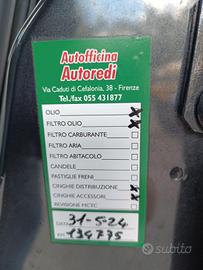 Autofficina
Autoredi
Via Caduti di Cefalonia, 38 - Firenze
Tel./fax 055 431877
OLIO X
FILTRO OLIO X
FILTRO CARBURANTE
FILTRO ARIA
FILTRO ABITACOLO
CANDELE
PASTIGLIE FRENI
CINGHIE DISTRIBUZIONE X
CINGHIE ACCESSORI X
REVISIONE MCTC
DATA 31-5-24
KM 134775
subito